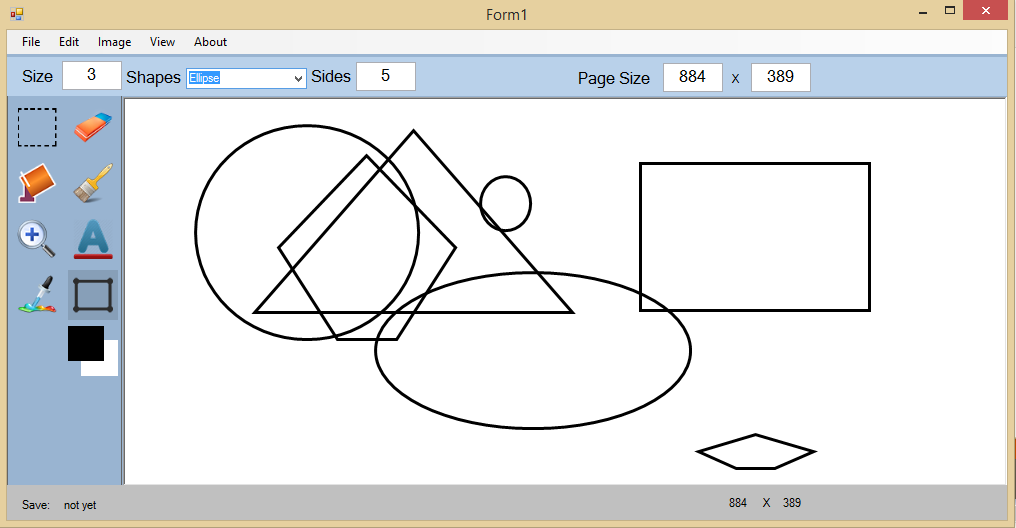 Form1
File Edit Image View About
Size 3 Shapes Ellipse Sides 5 Page Size 884 X 389
A
Save: not yet 884 X 389